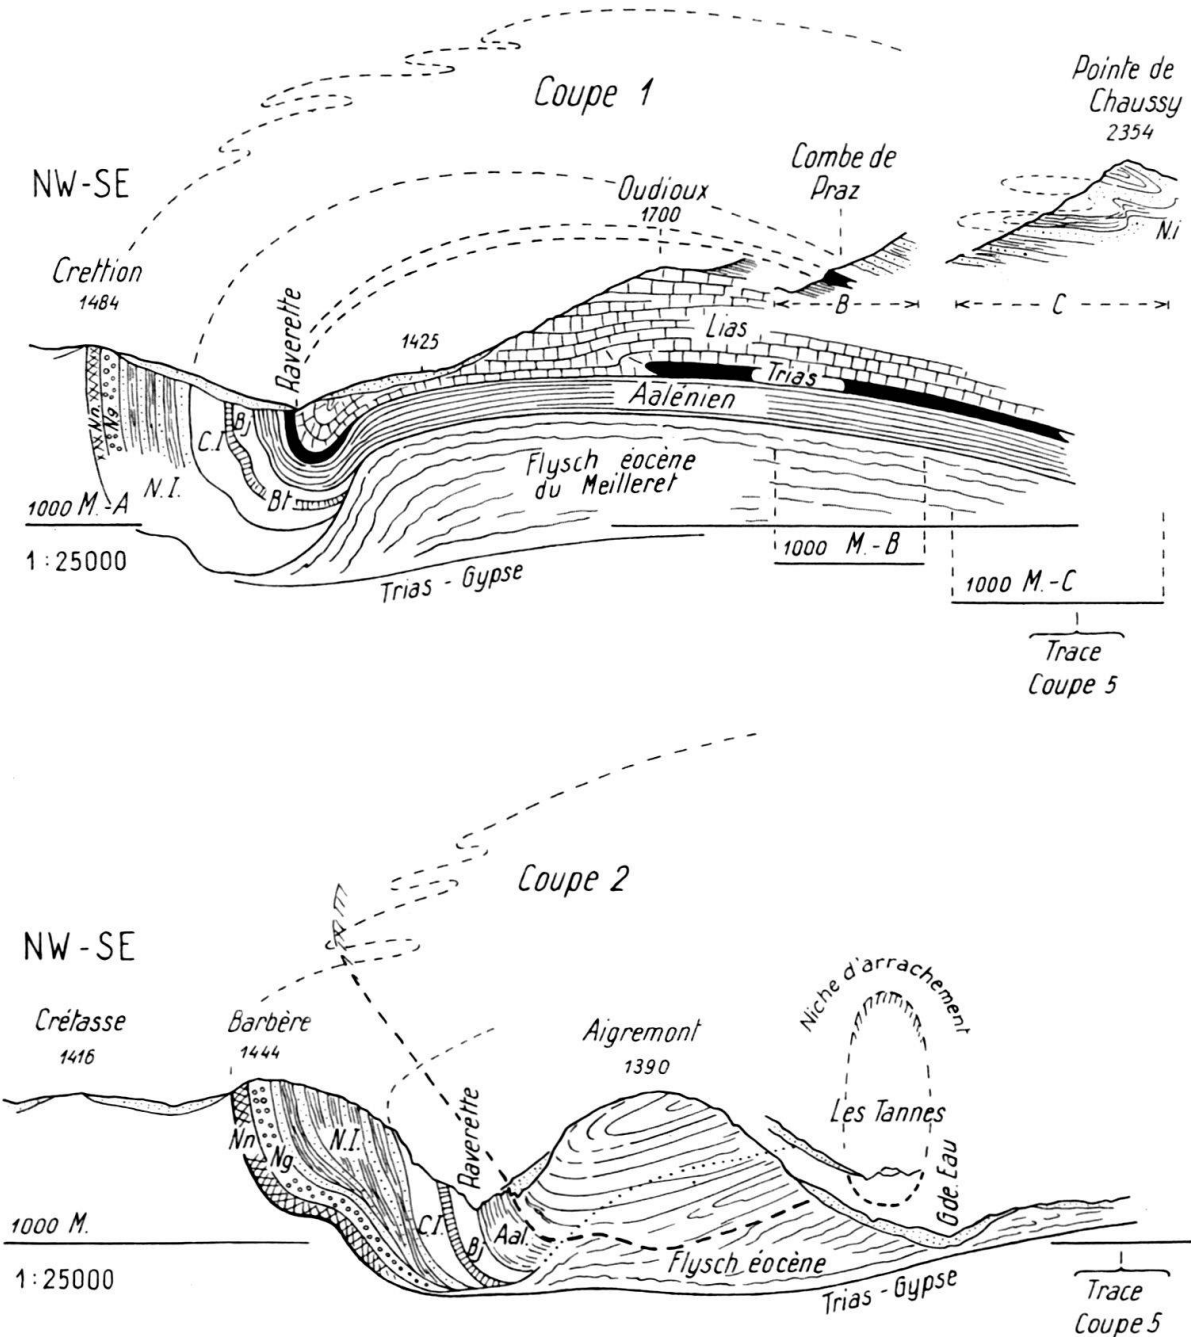 Coupe 1
Pointe de
Chaussy
2354
NW-SE
Combe de
Praz
Oudioux
1700
N.i
Crettion
1484
Raverette
1425
B
C
Lias
Trias
Aalénien
Nn
Ng
N.I.
C.I
Bj
Bt
Flysch éocène
du Meilleret
1000 M.-A
1:25000
Trias - Gypse
1000 M.-B
1000 M.-C
Trace
Coupe 5
Coupe 2
NW-SE
Niche d'arrachement
Crétasse
1416
Barbère
1444
Aigremont
1390
Raverette
Les Tannes
Gde. Eau
Nn
Ng
N.I.
C.I.
Bj
Aal.
1000 M.
1:25000
Flysch éocène
Trias - Gypse
Trace
Coupe 5